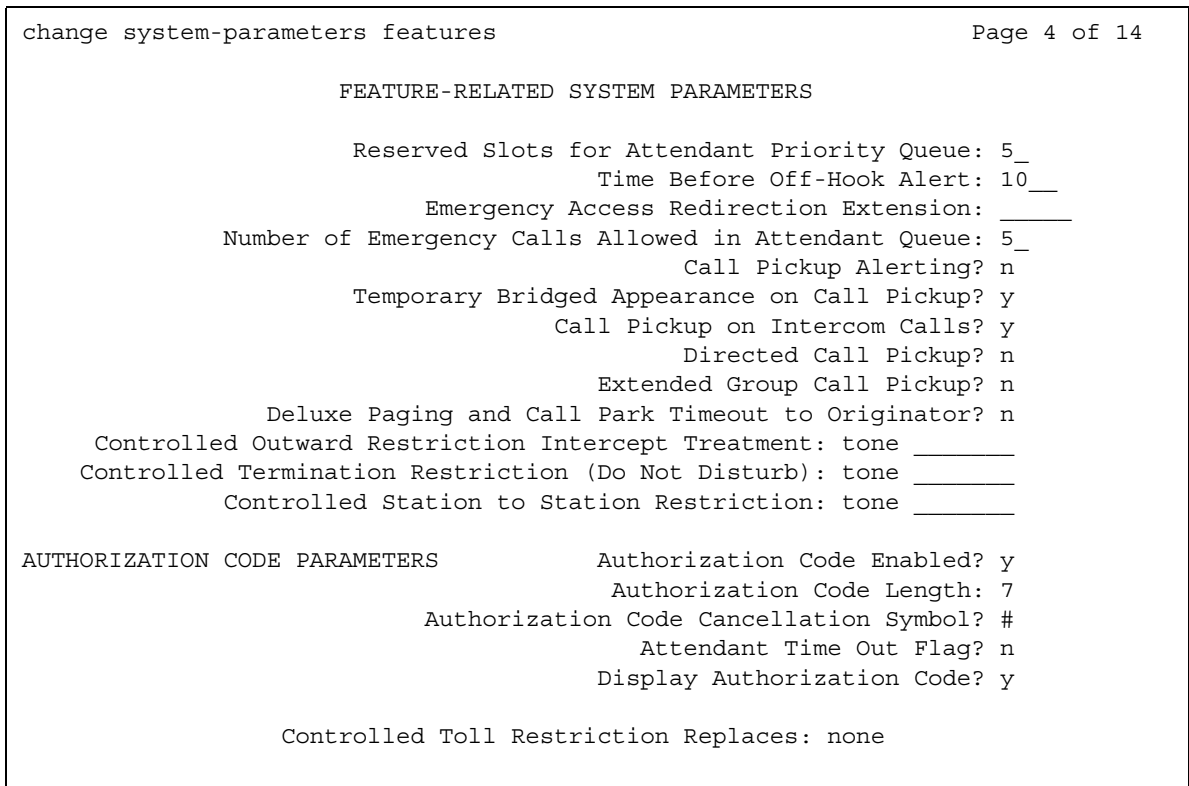 change system-parameters features Page 4 of 14
FEATURE-RELATED SYSTEM PARAMETERS
Reserved Slots for Attendant Priority Queue: 5_
Time Before Off-Hook Alert: 10__
Emergency Access Redirection Extension: _____
Number of Emergency Calls Allowed in Attendant Queue: 5_
Call Pickup Alerting? n
Temporary Bridged Appearance on Call Pickup? y
Call Pickup on Intercom Calls? y
Directed Call Pickup? n
Extended Group Call Pickup? n
Deluxe Paging and Call Park Timeout to Originator? n
Controlled Outward Restriction Intercept Treatment: tone _______
Controlled Termination Restriction (Do Not Disturb): tone _______
Controlled Station to Station Restriction: tone _______
AUTHORIZATION CODE PARAMETERS Authorization Code Enabled? y
Authorization Code Length: 7
Authorization Code Cancellation Symbol? #
Attendant Time Out Flag? n
Display Authorization Code? y
Controlled Toll Restriction Replaces: none